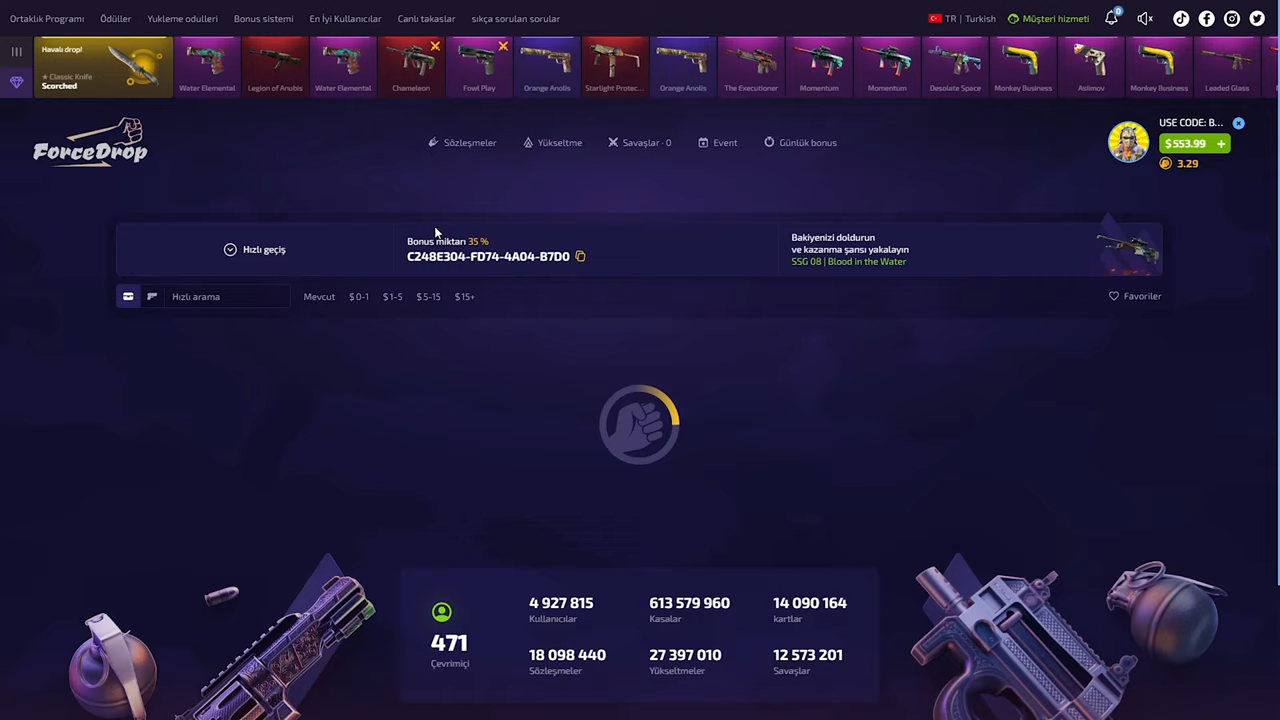 Ortaklık Programı Ödüller Yukleme odulleri Bonus sistemi En İyi Kullanıcılar Canlı takaslar sıkça sorulan sorular TR | Turkish Müşteri hizmeti 0
Havalı drop!
★ Classic Knife
Scorched
Water Elemental Legion of Anubis Water Elemental Chameleon Fowl Play Orange Anolis Starlight Protec... Orange Anolis The Executioner Momentum Momentum Desolate Space Monkey Business Asiimov Monkey Business Leaded Glass
ForceDrop
Sözleşmeler Yükseltme Savaşlar · 0 Event Günlük bonus
USE CODE: B...
$ 553.99 +
3.29
Hızlı geçiş
Bonus miktarı 35 %
C248E304-FD74-4A04-B7D0
Bakiyenizi doldurun
ve kazanma şansı yakalayın
SSG 08 | Blood in the Water
Hızlı arama Mevcut $ 0-1 $ 1-5 $ 5-15 $ 15+ Favoriler
471
Çevrimiçi
4 927 815 613 579 960 14 090 164
Kullanıcılar Kasalar kartlar
18 098 440 27 397 010 12 573 201
Sözleşmeler Yükseltmeler Savaşlar